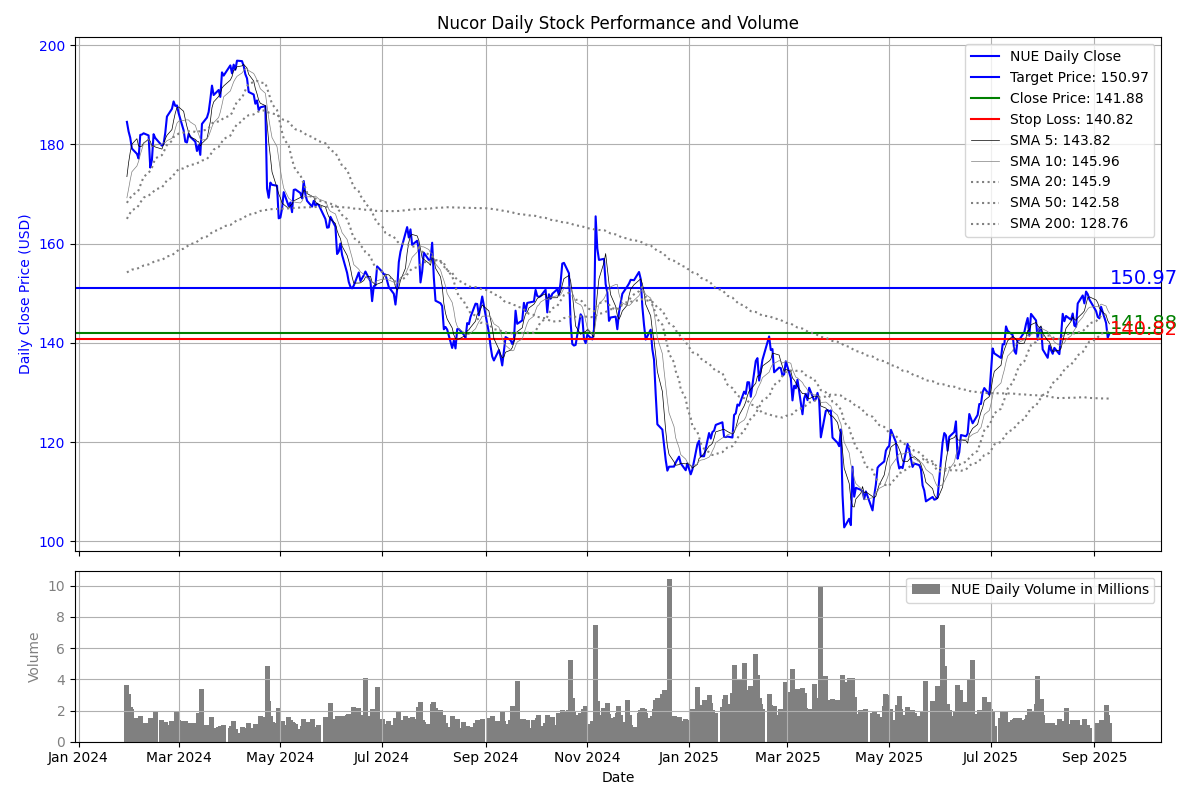 Nucor Daily Stock Performance and Volume
200
180
160
140
120
100
Daily Close Price (USD)
NUE Daily Close
Target Price: 150.97
Close Price: 141.88
Stop Loss: 140.82
SMA 5: 143.82
SMA 10: 145.96
SMA 20: 145.9
SMA 50: 142.58
SMA 200: 128.76
150.97
141.88
140.82
10
8
6
4
2
0
Volume
NUE Daily Volume in Millions
Jan 2024
Mar 2024
May 2024
Jul 2024
Sep 2024
Nov 2024
Jan 2025
Mar 2025
May 2025
Jul 2025
Sep 2025
Date